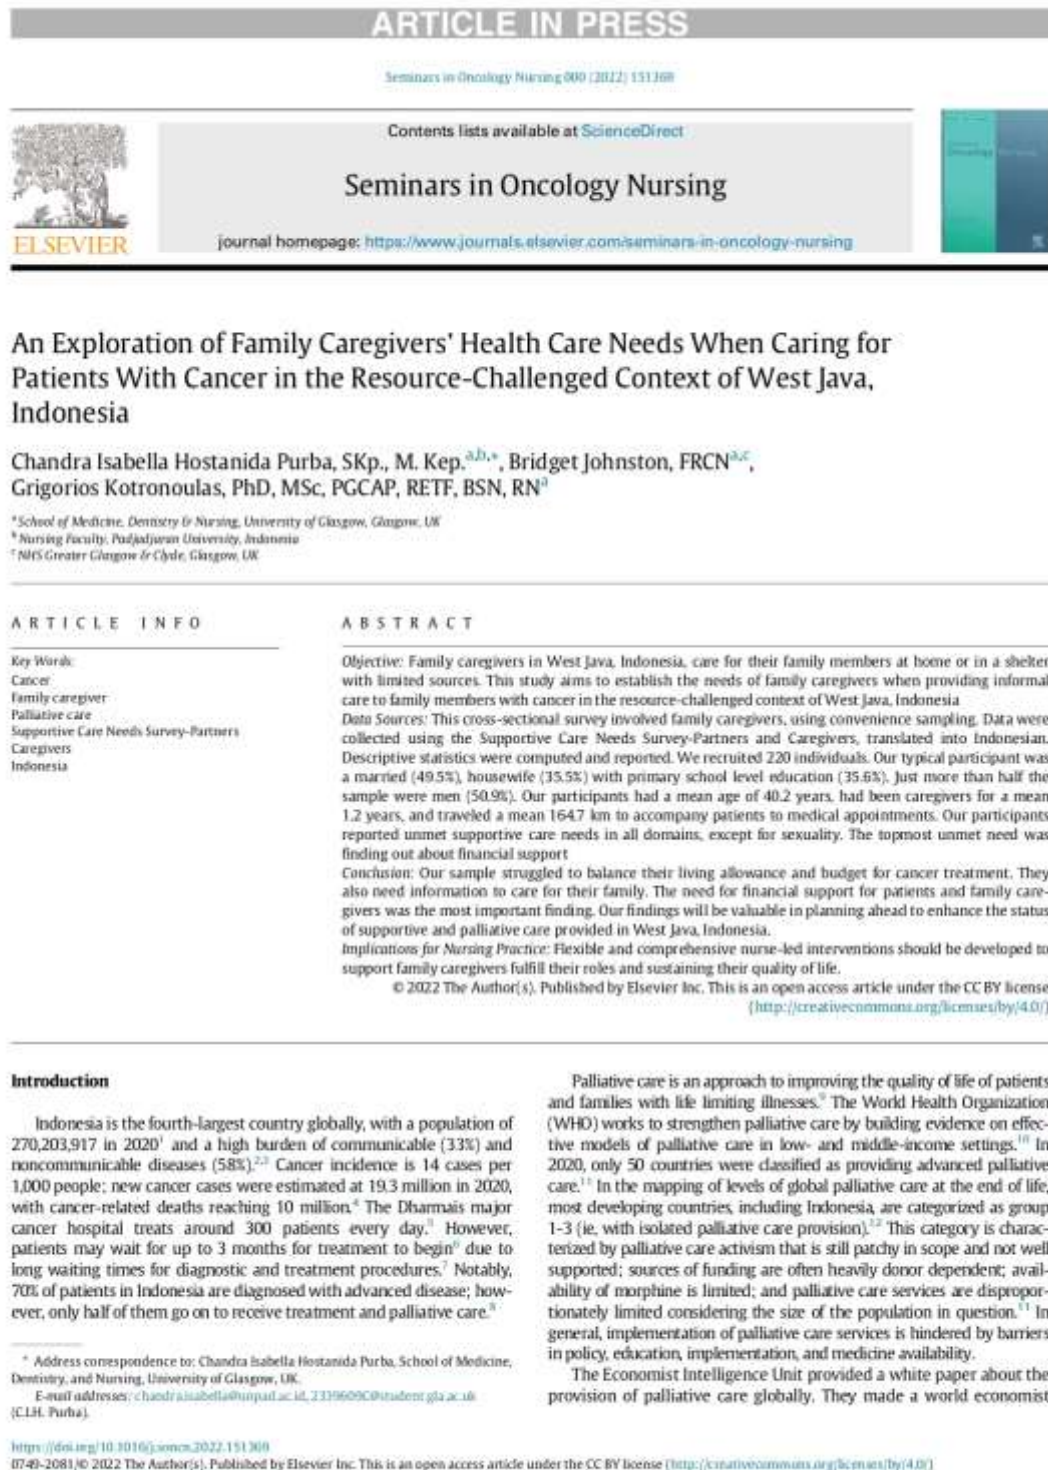 ARTICLE IN PRESS
Seminars in Oncology Nursing 000 (2022) 151368
Contents lists available at ScienceDirect
Seminars in Oncology Nursing
journal homepage: https://www.journals.elsevier.com/seminars-in-oncology-nursing
ELSEVIER
An Exploration of Family Caregivers' Health Care Needs When Caring for
Patients With Cancer in the Resource-Challenged Context of West Java,
Indonesia
Chandra Isabella Hostanida Purba, SKp., M. Kep.a,b,*, Bridget Johnston, FRCNa,c,
Grigorios Kotronoulas, PhD, MSc, PGCAP, RETF, BSN, RNa
a School of Medicine, Dentistry & Nursing, University of Glasgow, Glasgow, UK
b Nursing Faculty, Padjadjaran University, Indonesia
c NHS Greater Glasgow & Clyde, Glasgow, UK
ARTICLE INFO
Key Words:
Cancer
Family caregiver
Palliative care
Supportive Care Needs Survey-Partners
Caregivers
Indonesia
ABSTRACT
Objective: Family caregivers in West Java, Indonesia, care for their family members at home or in a shelter
with limited sources. This study aims to establish the needs of family caregivers when providing informal
care to family members with cancer in the resource-challenged context of West Java, Indonesia
Data Sources: This cross-sectional survey involved family caregivers, using convenience sampling. Data were
collected using the Supportive Care Needs Survey-Partners and Caregivers, translated into Indonesian.
Descriptive statistics were computed and reported. We recruited 220 individuals. Our typical participant was
a married (49.5%), housewife (35.5%) with primary school level education (35.6%). Just more than half the
sample were men (50.9%). Our participants had a mean age of 40.2 years, had been caregivers for a mean
1.2 years, and traveled a mean 164.7 km to accompany patients to medical appointments. Our participants
reported unmet supportive care needs in all domains, except for sexuality. The topmost unmet need was
finding out about financial support
Conclusion: Our sample struggled to balance their living allowance and budget for cancer treatment. They
also need information to care for their family. The need for financial support for patients and family care-
givers was the most important finding. Our findings will be valuable in planning ahead to enhance the status
of supportive and palliative care provided in West Java, Indonesia.
Implications for Nursing Practice: Flexible and comprehensive nurse-led interventions should be developed to
support family caregivers fulfill their roles and sustaining their quality of life.
© 2022 The Author(s). Published by Elsevier Inc. This is an open access article under the CC BY license
(http://creativecommons.org/licenses/by/4.0/)
Introduction
Indonesia is the fourth-largest country globally, with a population of
270,203,917 in 2020¹ and a high burden of communicable (33%) and
noncommunicable diseases (58%).²,³ Cancer incidence is 14 cases per
1,000 people; new cancer cases were estimated at 19.3 million in 2020,
with cancer-related deaths reaching 10 million.⁴ The Dharmais major
cancer hospital treats around 300 patients every day.⁵ However,
patients may wait for up to 3 months for treatment to begin⁶ due to
long waiting times for diagnostic and treatment procedures.⁷ Notably,
70% of patients in Indonesia are diagnosed with advanced disease; how-
ever, only half of them go on to receive treatment and palliative care.⁸
* Address correspondence to: Chandra Isabella Hostanida Purba, School of Medicine,
Dentistry, and Nursing, University of Glasgow, UK.
E-mail addresses: chandra.isabella@unpad.ac.id, 2339609C@student.gla.ac.uk
(C.I.H. Purba).
Palliative care is an approach to improving the quality of life of patients
and families with life limiting illnesses.⁹ The World Health Organization
(WHO) works to strengthen palliative care by building evidence on effec-
tive models of palliative care in low- and middle-income settings.¹⁰ In
2020, only 50 countries were classified as providing advanced palliative
care.¹¹ In the mapping of levels of global palliative care at the end of life,
most developing countries, including Indonesia, are categorized as group
1-3 (ie, with isolated palliative care provision).¹² This category is charac-
terized by palliative care activism that is still patchy in scope and not well
supported; sources of funding are often heavily donor dependent; avail-
ability of morphine is limited; and palliative care services are dispropor-
tionately limited considering the size of the population in question.¹¹ In
general, implementation of palliative care services is hindered by barriers
in policy, education, implementation, and medicine availability.
The Economist Intelligence Unit provided a white paper about the
provision of palliative care globally. They made a world economist
https://doi.org/10.1016/j.soncn.2022.151368
0749-2081/© 2022 The Author(s). Published by Elsevier Inc. This is an open access article under the CC BY license (http://creativecommons.org/licenses/by/4.0/)